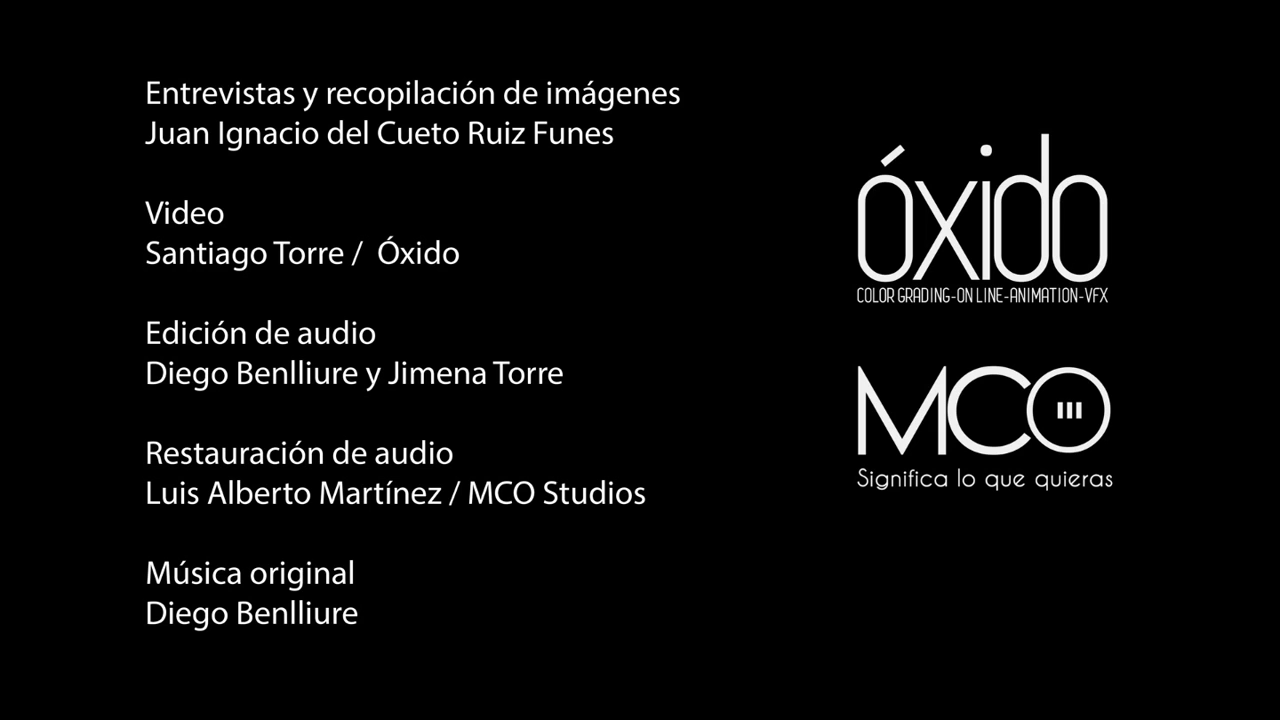 Entrevistas y recopilación de imágenes
Juan Ignacio del Cueto Ruiz Funes
Video
Santiago Torre /  Óxido
Edición de audio
Diego Benlliure y Jimena Torre
Restauración de audio
Luis Alberto Martínez / MCO Studios
Música original
Diego Benlliure
óxido
COLOR GRADING-ON LINE-ANIMATION-VFX
MCO
Significa lo que quieras